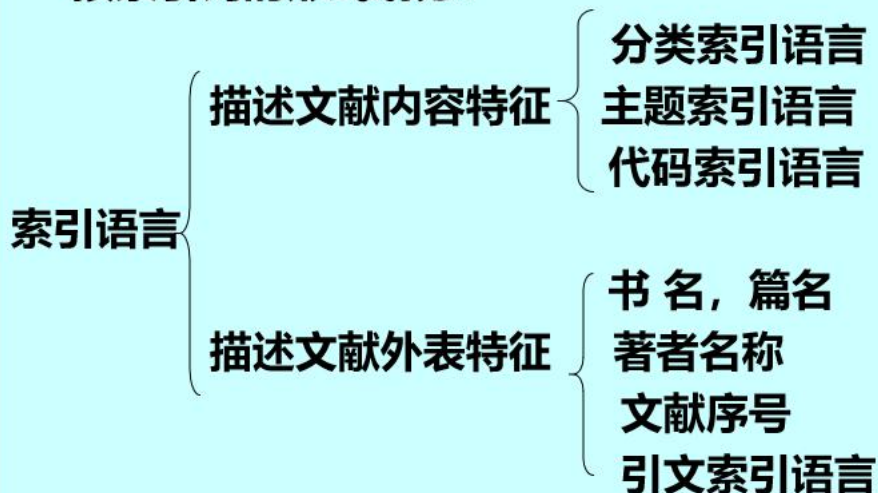 分类索引语言
描述文献内容特征
主题索引语言
代码索引语言
索引语言
书 名，篇名
描述文献外表特征
著者名称
文献序号
引文索引语言